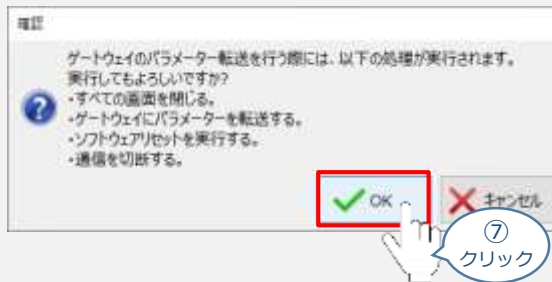 確認
ゲートウェイのパラメーター転送を行う際には、以下の処理が実行されます。
実行してもよろしいですか?
・すべての画面を閉じる。
・ゲートウェイにパラメーターを転送する。
・ソフトウェアリセットを実行する。
・通信を切断する。
OK
キャンセル
⑦
クリック